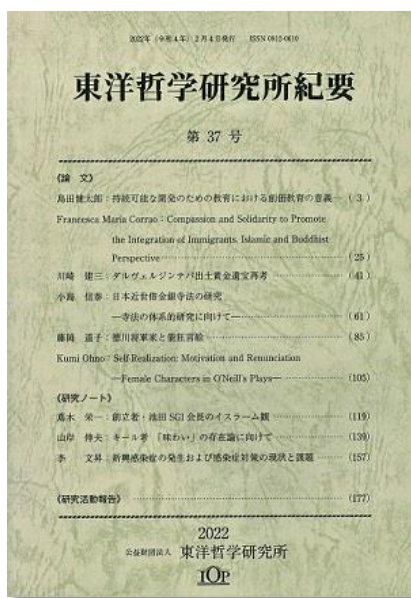 2022年（令和4年）2月4日発行　ISSN 0912-0610
東洋哲学研究所紀要
第 37 号
《論　文》
島田健太郎：持続可能な開発のための教育における創価教育の意義…（ 3 ）
Francesca Maria Corrao：Compassion and Solidarity to Promote
the Integration of Immigrants. Islamic and Buddhist
Perspective……（ 25 ）
川崎　建三：ダルヴェルジンテパ出土黄金遺宝再考……（ 41 ）
小島　信泰：日本近世借金銀寺法の研究
―寺法の体系的研究に向けて―……（ 61 ）
藤岡　道子：徳川将軍家と能狂言絵……（ 85 ）
Kumi Ohno：Self-Realization: Motivation and Renunciation
―Female Characters in O'Neill's Plays―……（105）
《研究ノート》
蔦木　栄一：創立者・池田SGI会長のイスラーム観……（119）
山岸　伸夫：キール考　「味わい」の存在論に向けて……（139）
李　　文昇：新興感染症の発生および感染症対策の現状と課題……（157）
《研究活動報告》……（177）
2022
公益財団法人　東洋哲学研究所
IOP